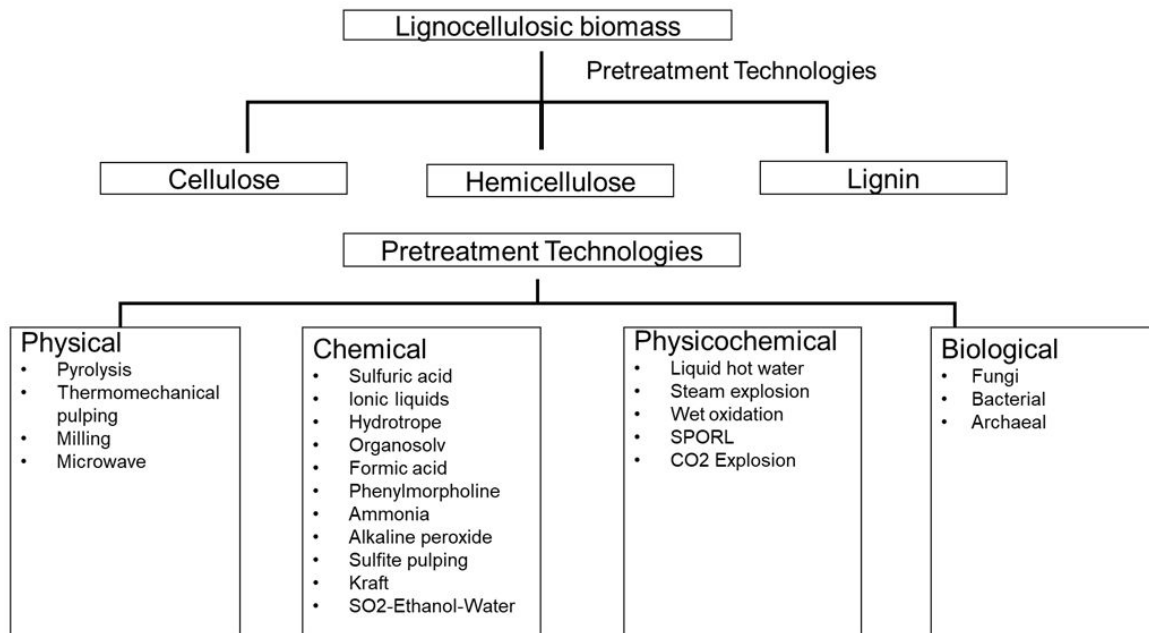 Lignocellulosic biomass
Pretreatment Technologies
Cellulose
Hemicellulose
Lignin
Pretreatment Technologies
Physical
• Pyrolysis
• Thermomechanical
pulping
• Milling
• Microwave
Chemical
• Sulfuric acid
• Ionic liquids
• Hydrotrope
• Organosolv
• Formic acid
• Phenylmorpholine
• Ammonia
• Alkaline peroxide
• Sulfite pulping
• Kraft
• SO2-Ethanol-Water
Physicochemical
• Liquid hot water
• Steam explosion
• Wet oxidation
• SPORL
• CO2 Explosion
Biological
• Fungi
• Bacterial
• Archaeal